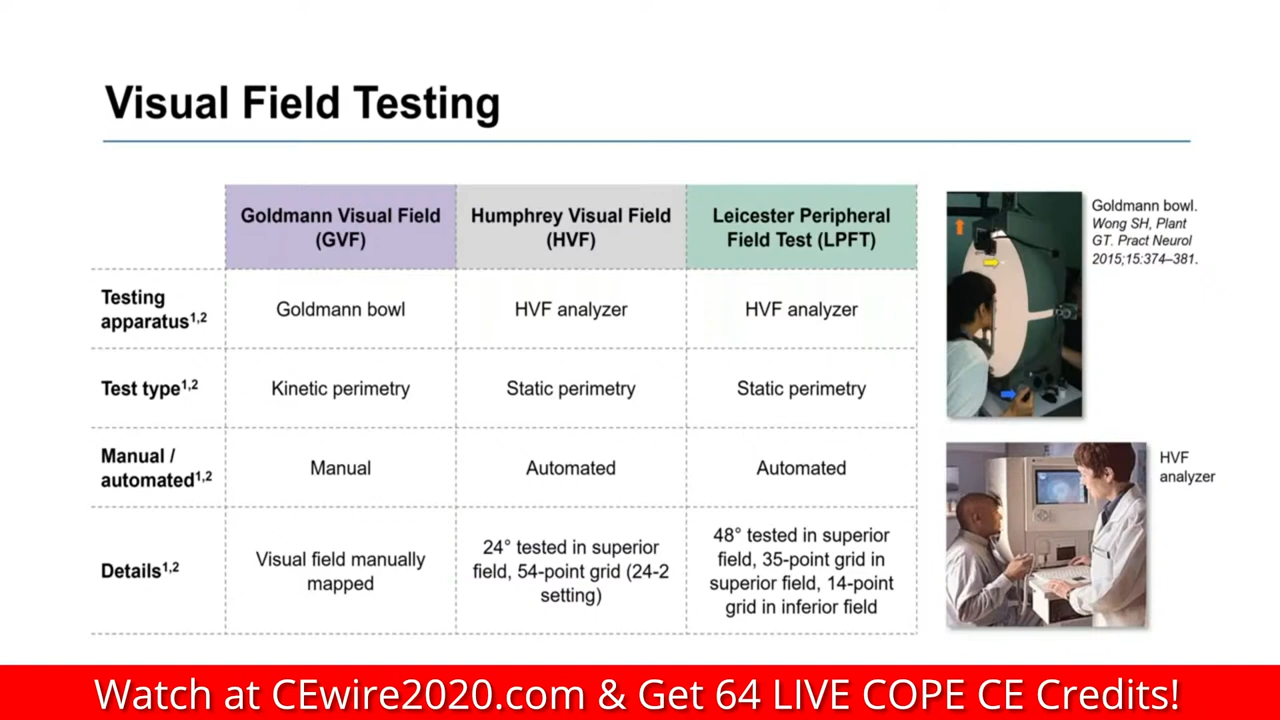 Visual Field Testing
Goldmann Visual Field
(GVF)
Humphrey Visual Field
(HVF)
Leicester Peripheral
Field Test (LPFT)
Testing
apparatus1,2
Goldmann bowl
HVF analyzer
HVF analyzer
Test type1,2
Kinetic perimetry
Static perimetry
Static perimetry
Manual /
automated1,2
Manual
Automated
Automated
Details1,2
Visual field manually
mapped
24° tested in superior
field, 54-point grid (24-2
setting)
48° tested in superior
field, 35-point grid in
superior field, 14-point
grid in inferior field
Goldmann bowl.
Wong SH, Plant
GT. Pract Neurol
2015;15:374–381.
HVF
analyzer
Watch at CEwire2020.com & Get 64 LIVE COPE CE Credits!